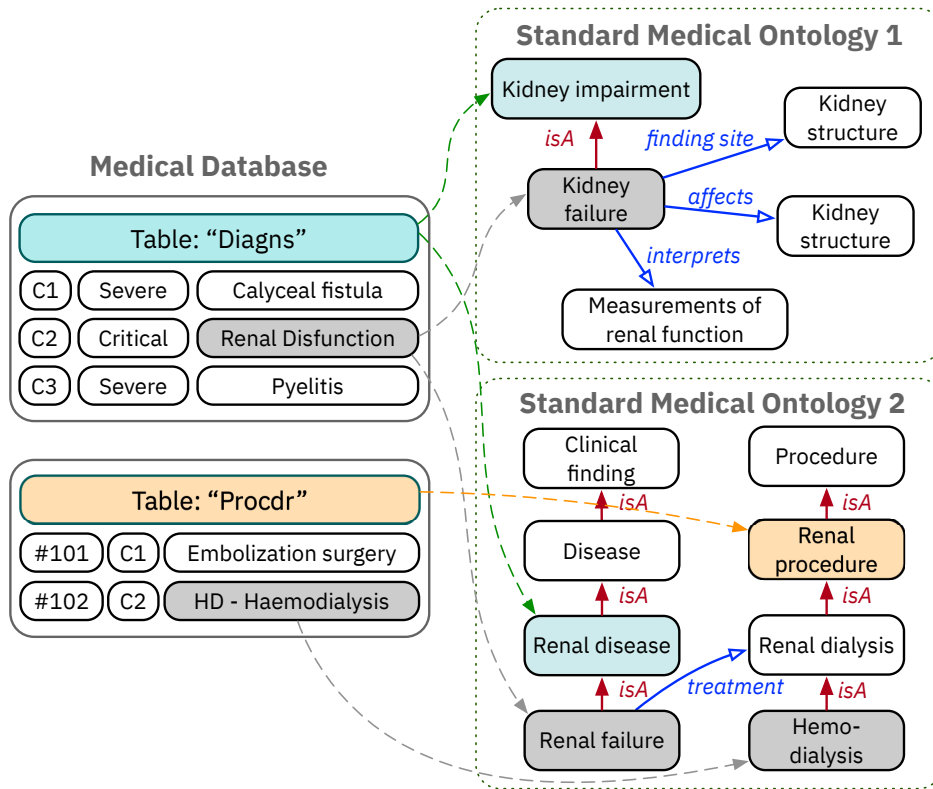 Medical Database
Table: “Diagns”
C1 Severe Calyceal fistula
C2 Critical Renal Disfunction
C3 Severe Pyelitis
Table: “Procdr”
#101 C1 Embolization surgery
#102 C2 HD - Haemodialysis
Standard Medical Ontology 1
Kidney impairment
isA
Kidney
failure
finding site
Kidney
structure
affects
Kidney
structure
interprets
Measurements of
renal function
Standard Medical Ontology 2
Clinical
finding
isA
Disease
isA
Renal disease
isA
Renal failure
treatment
Procedure
isA
Renal
procedure
isA
Renal dialysis
isA
Hemo-
dialysis